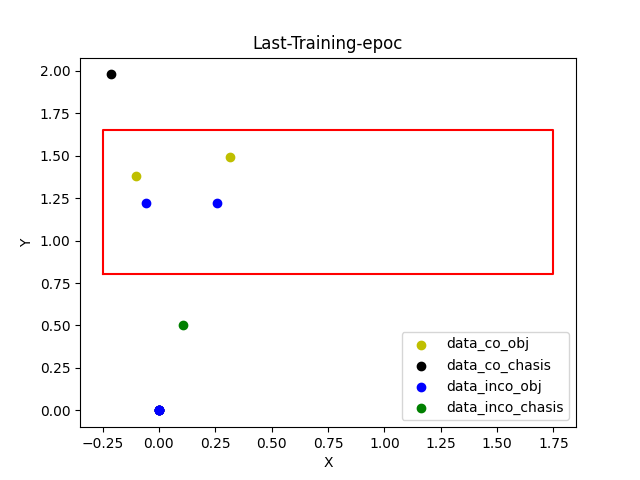 Last-Training-epoc
2.00
1.75
1.50
1.25
1.00
0.75
0.50
0.25
0.00
Y
data_co_obj
data_co_chasis
data_inco_obj
data_inco_chasis
−0.25 0.00 0.25 0.50 0.75 1.00 1.25 1.50 1.75
X